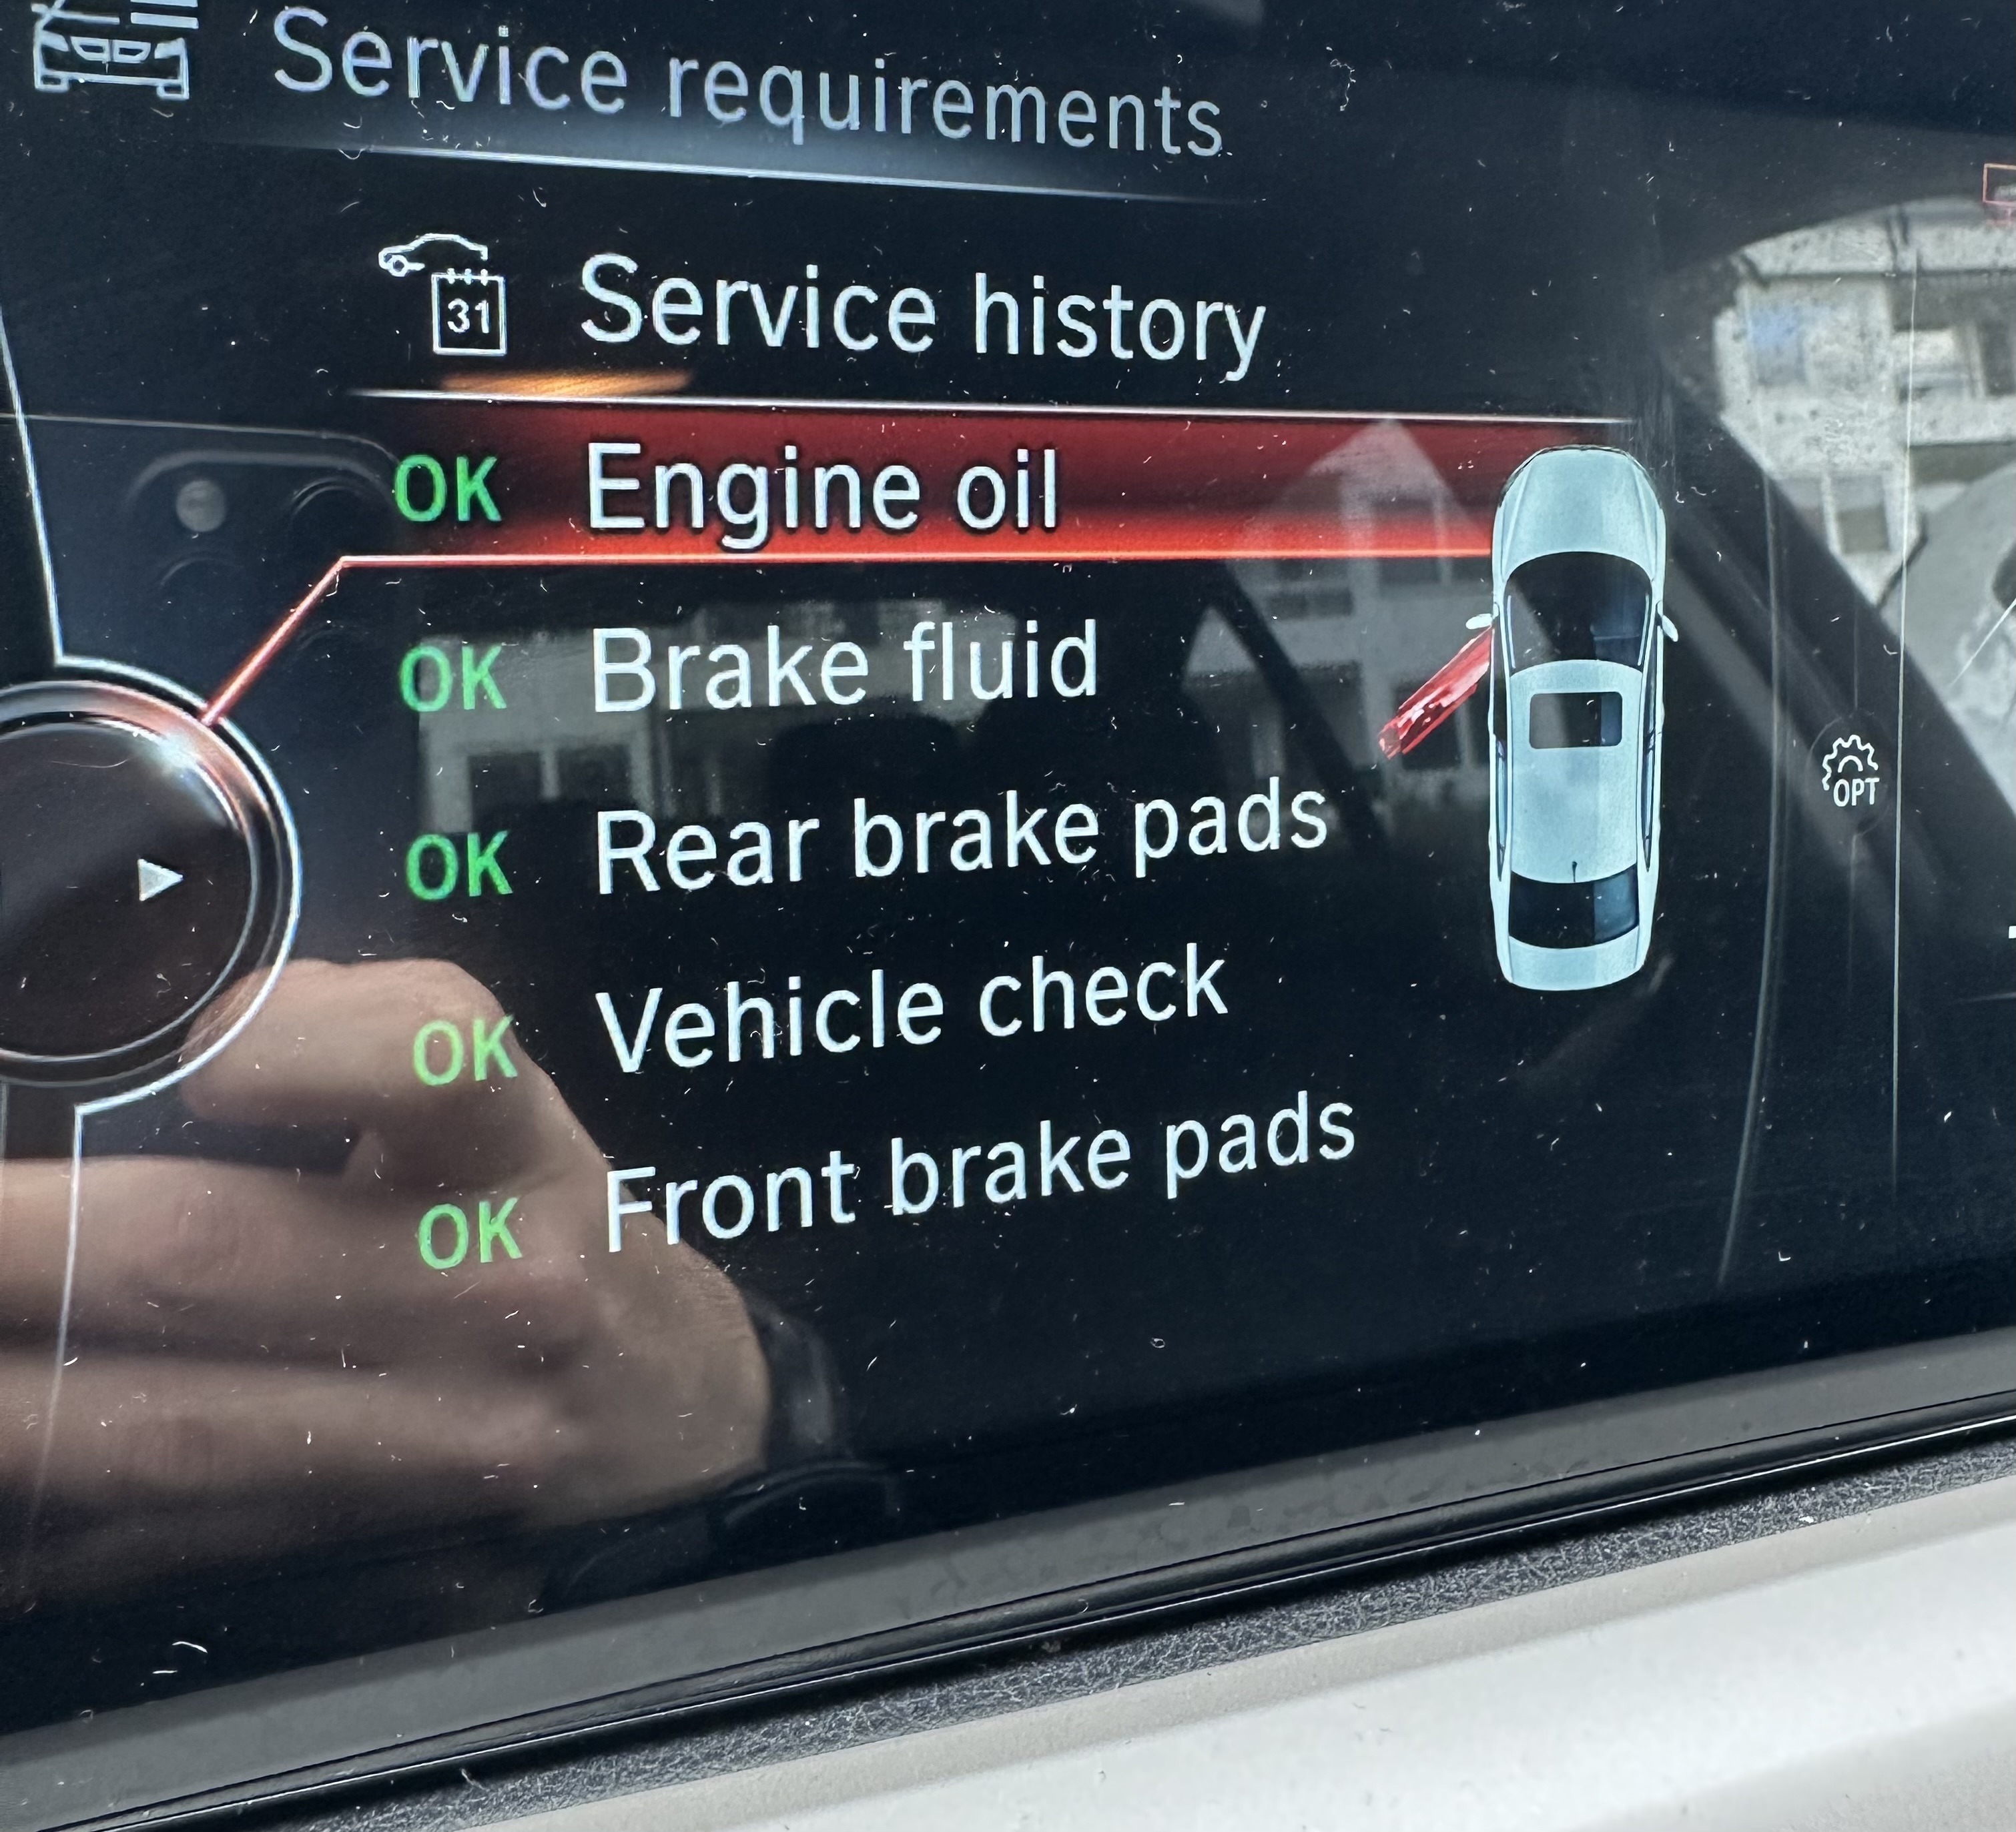 Service requirements
31
Service history
OK Engine oil
OK Brake fluid
OK Rear brake pads
OPT
OK Vehicle check
OK Front brake pads